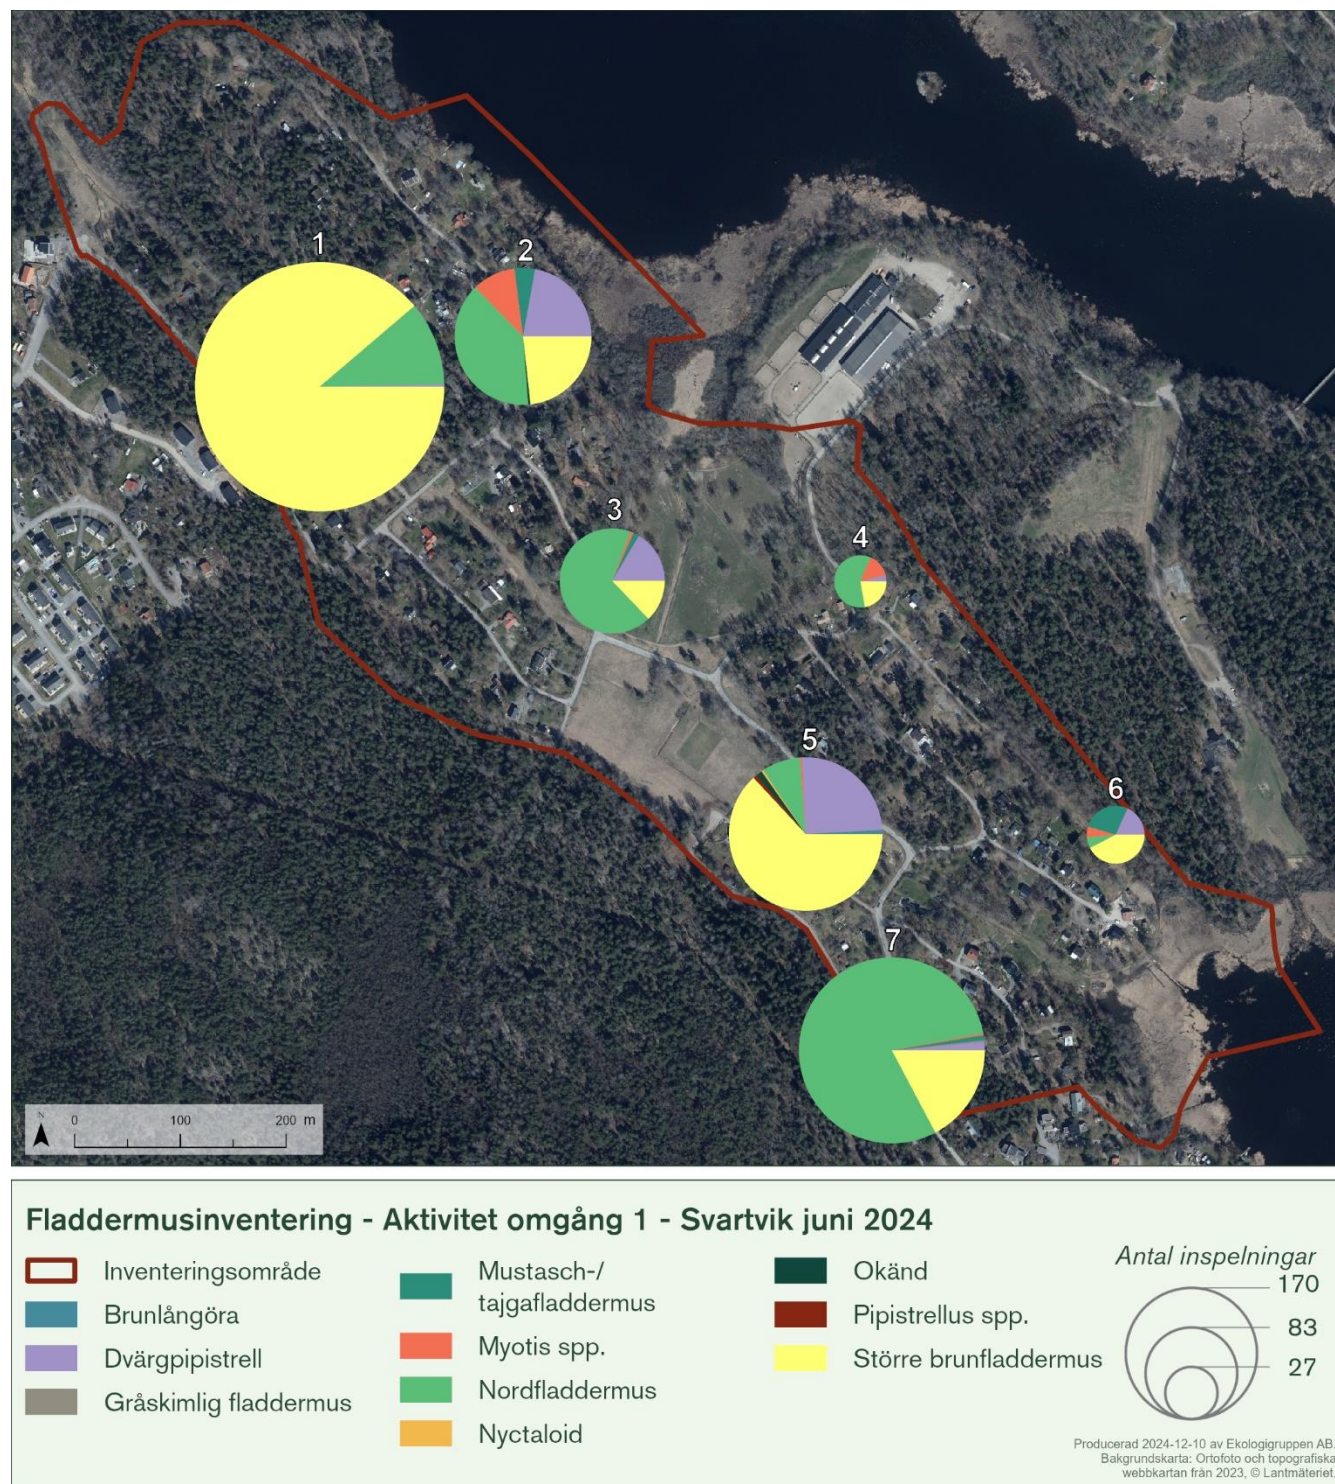 1
2
3
4
5
6
7
N
0 100 200 m
Fladdermusinventering - Aktivitet omgång 1 - Svartvik juni 2024
Inventeringsområde
Brunlångöra
Dvärgpipistrell
Gråskimlig fladdermus
Mustasch-/
tajgafladdermus
Myotis spp.
Nordfladdermus
Nyctaloid
Okänd
Pipistrellus spp.
Större brunfladdermus
Antal inspelningar
170
83
27
Producerad 2024-12-10 av Ekologigruppen AB.
Bakgrundskarta: Ortofoto och topografiska
webbkartan från 2023, © Lantmäteriet.